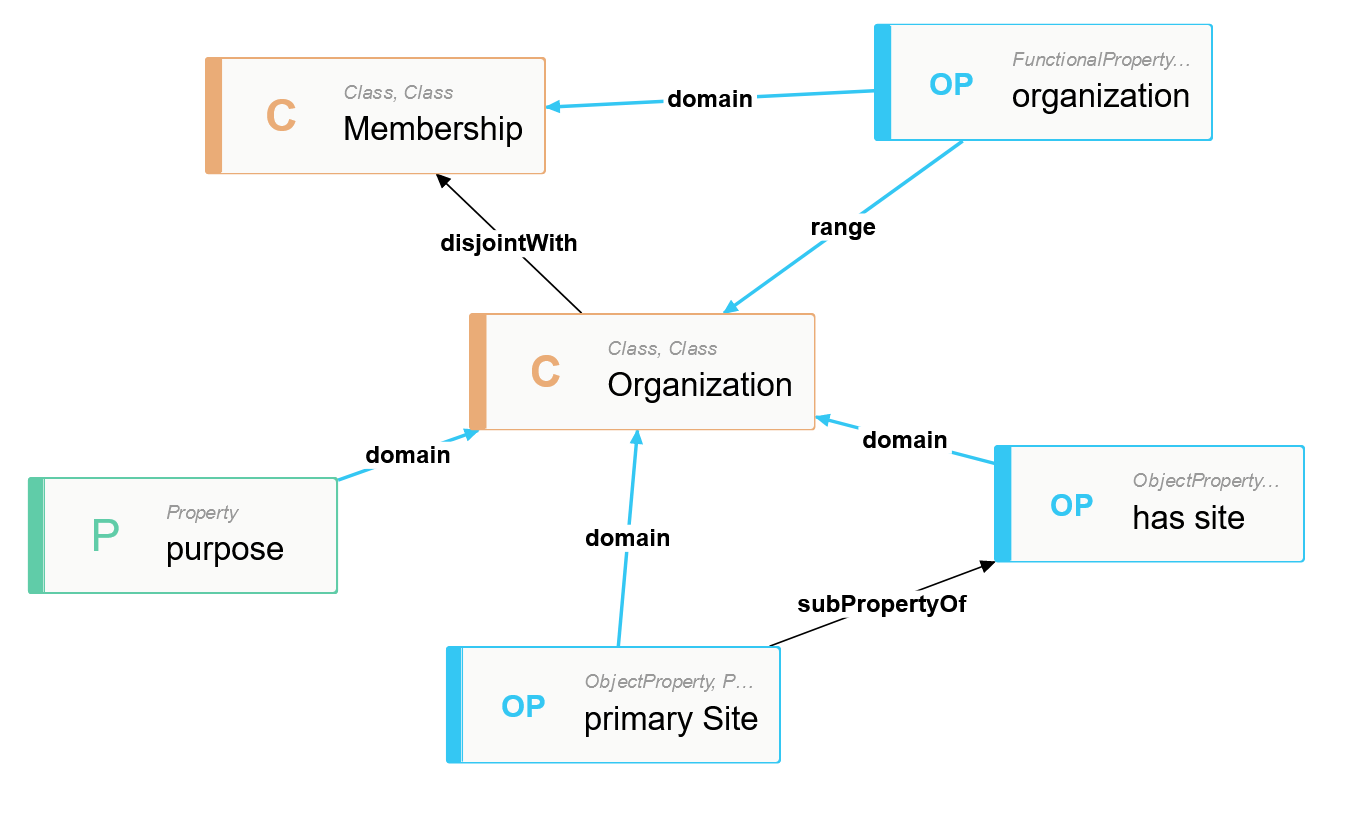 FunctionalProperty...
OP
organization
Class, Class
C
Membership
domain
range
disjointWith
Class, Class
C
Organization
domain
domain
ObjectProperty...
OP
has site
Property
P
purpose
domain
subPropertyOf
ObjectProperty, P...
OP
primary Site